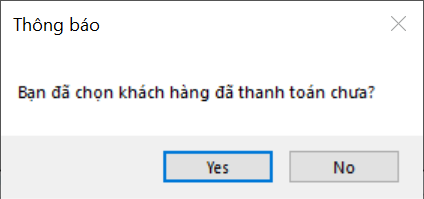 Thông báo
Bạn đã chọn khách hàng đã thanh toán chưa?
Yes
No